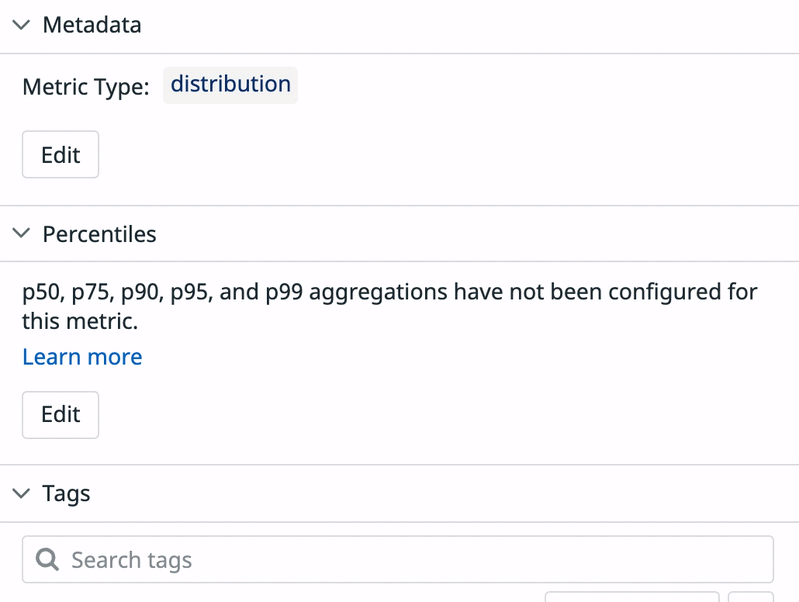 Metadata
Metric Type: distribution
Edit
Percentiles
p50, p75, p90, p95, and p99 aggregations have not been configured for
this metric.
Learn more
Edit
Tags
Search tags